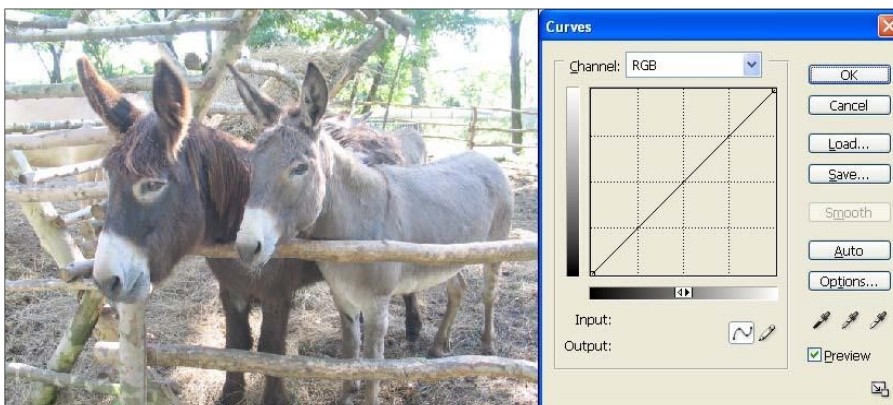 Curves
Channel: RGB
OK
Cancel
Load...
Save...
Smooth
Auto
Options...
Input:
Output:
Preview